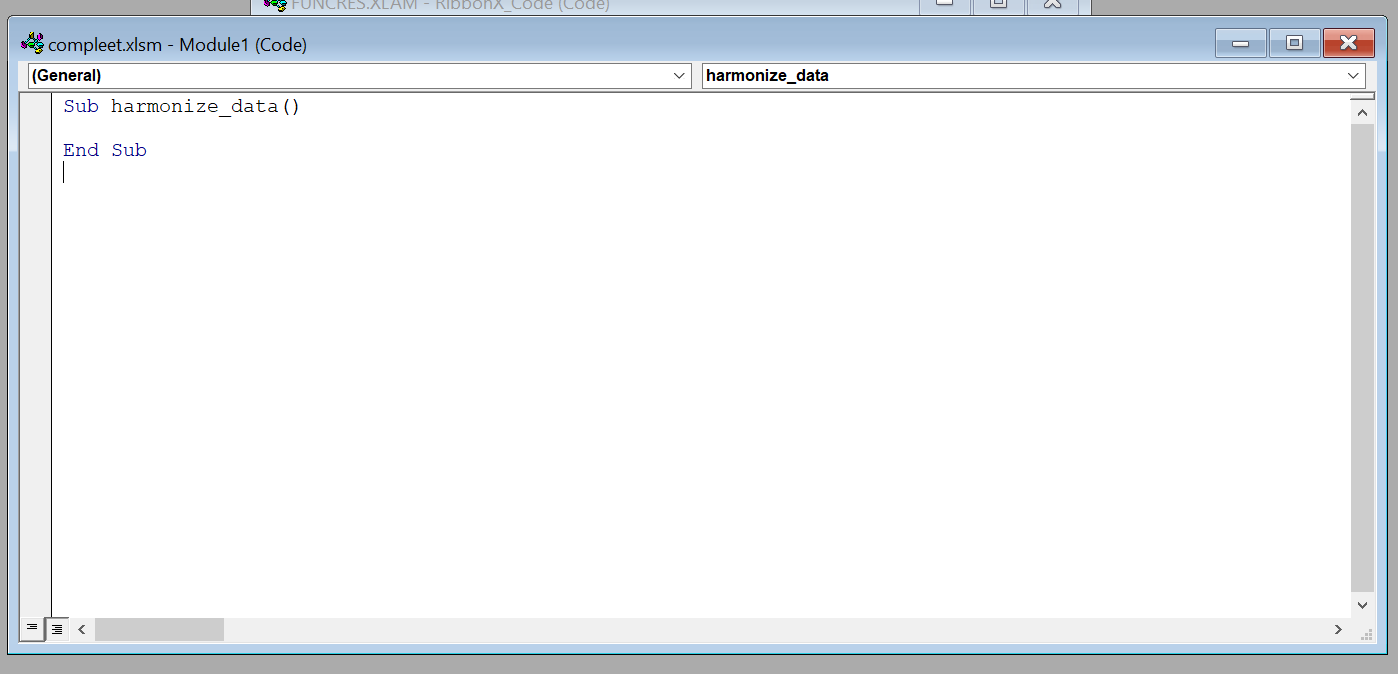 FUNCRES.XLAM - RibbonX_Code (Code)
compleet.xlsm - Module1 (Code)
(General)
harmonize_data
Sub harmonize_data()
End Sub